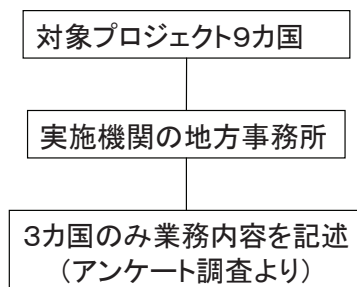 対象プロジェクト9カ国
実施機関の地方事務所
3カ国のみ業務内容を記述
(アンケート調査より)